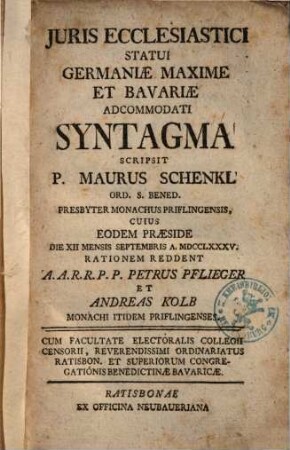 JURIS ECCLESIASTICI
STATUI
GERMANIÆ MAXIME
ET BAVARIÆ
ADCOMMODATI
SYNTAGMA
SCRIPSIT
P. MAURUS SCHENKL
ORD. S. BENED.
PRESBYTER MONACHUS PRIFLINGENSIS,
CUIUS
EODEM PRÆSIDE
DIE XII MENSIS SEPTEMBRIS A. MDCCLXXXV.
RATIONEM REDDENT
A.A.R.R.P.P. PETRUS PFLIEGER
ET
ANDREAS KOLB
MONACHI ITIDEM PRIFLINGENSES
CUM FACULTATE ELECTORALIS COLLEGII
CENSORII, REVERENDISSIMI ORDINARIATUS
RATISBON. ET SUPERIORUM CONGRE-
GATIONIS BENEDICTINÆ BAVARICÆ.
RATISBONAE
EX OFFICINA NEUBAUERIANA